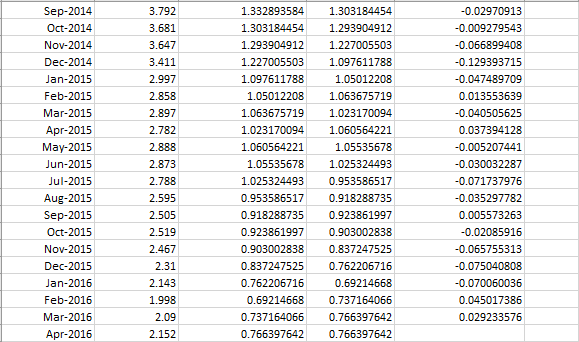 Sep-2014 3.792 1.332893584 1.303184454 -0.02970913
Oct-2014 3.681 1.303184454 1.293904912 -0.009279543
Nov-2014 3.647 1.293904912 1.227005503 -0.066899408
Dec-2014 3.411 1.227005503 1.097611788 -0.129393715
Jan-2015 2.997 1.097611788 1.05012208 -0.047489709
Feb-2015 2.858 1.05012208 1.063675719 0.013553639
Mar-2015 2.897 1.063675719 1.023170094 -0.040505625
Apr-2015 2.782 1.023170094 1.060564221 0.037394128
May-2015 2.888 1.060564221 1.05535678 -0.005207441
Jun-2015 2.873 1.05535678 1.025324493 -0.030032287
Jul-2015 2.788 1.025324493 0.953586517 -0.071737976
Aug-2015 2.595 0.953586517 0.918288735 -0.035297782
Sep-2015 2.505 0.918288735 0.923861997 0.005573263
Oct-2015 2.519 0.923861997 0.903002838 -0.02085916
Nov-2015 2.467 0.903002838 0.837247525 -0.065755313
Dec-2015 2.31 0.837247525 0.762206716 -0.075040808
Jan-2016 2.143 0.762206716 0.69214668 -0.070060036
Feb-2016 1.998 0.69214668 0.737164066 0.045017386
Mar-2016 2.09 0.737164066 0.766397642 0.029233576
Apr-2016 2.152 0.766397642 0.766397642